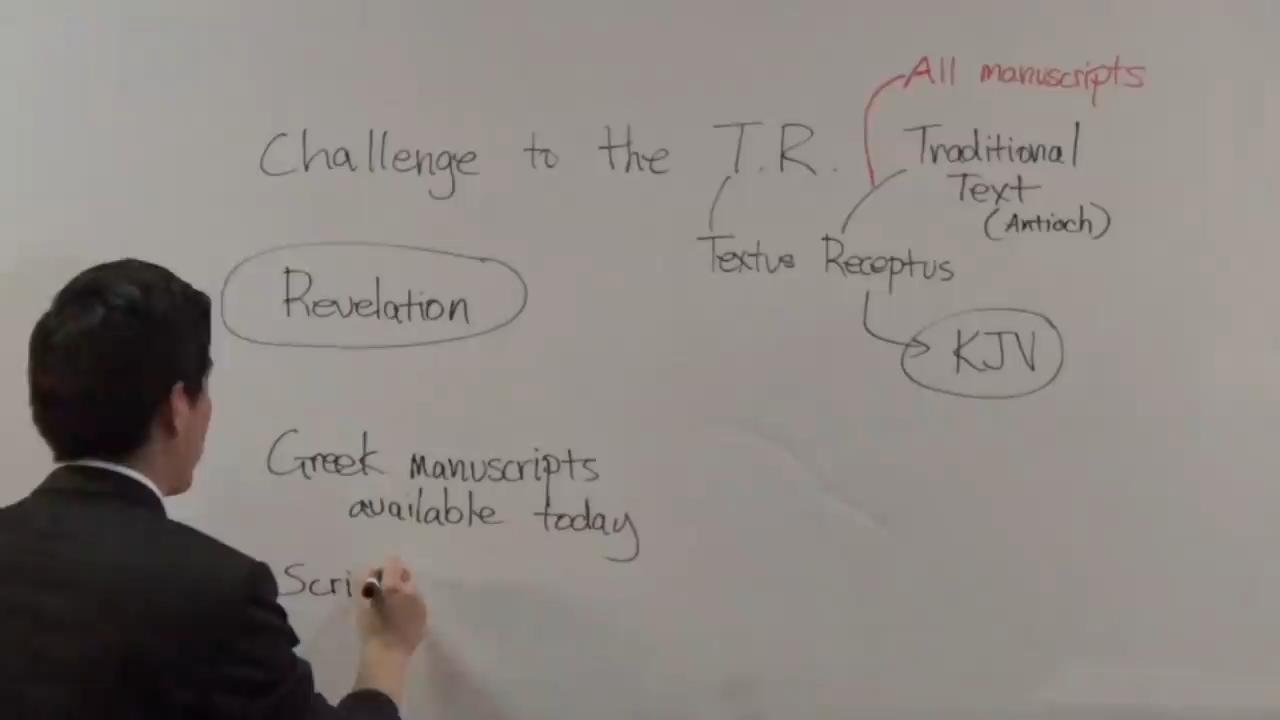 All manuscripts
Challenge to the T.R.
Traditional
Text
(Antioch)
Textus Receptus
Revelation
KJV
Greek manuscripts
available today
Scri